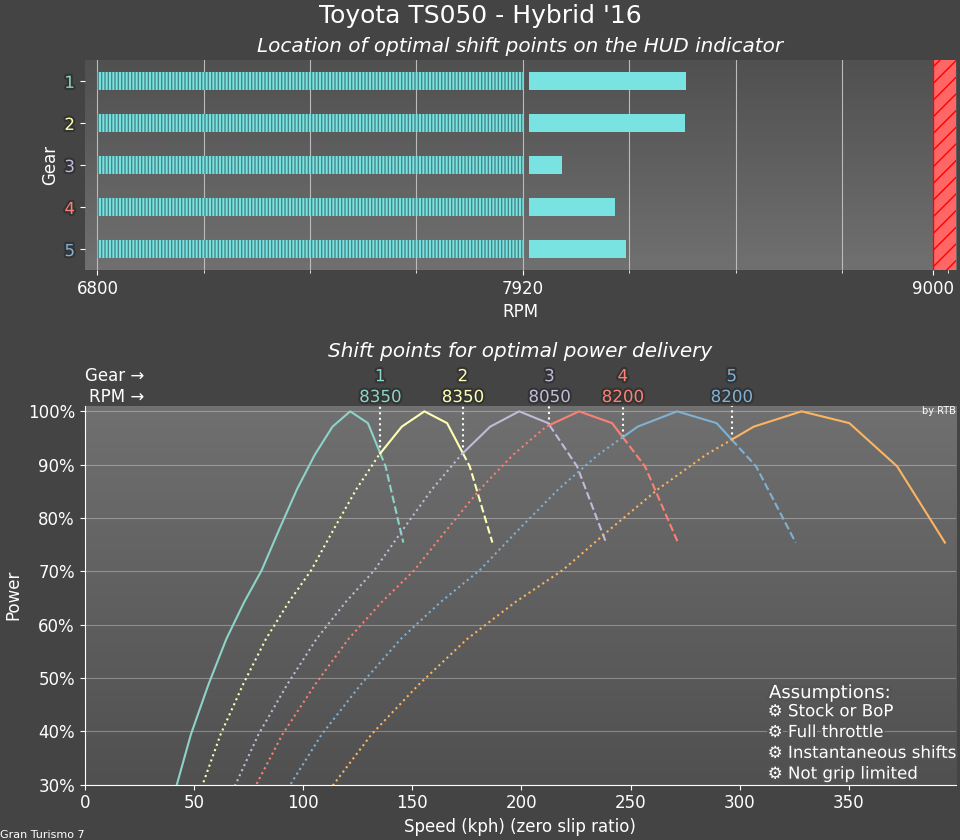 Toyota TS050 - Hybrid '16
Location of optimal shift points on the HUD indicator
Gear
1
2
3
4
5
6800 7920 9000
RPM
Shift points for optimal power delivery
Gear → 1 2 3 4 5
RPM → 8350 8350 8050 8200 8200
by RTB
Power
100%
90%
80%
70%
60%
50%
40%
30%
Assumptions:
⚙ Stock or BoP
⚙ Full throttle
⚙ Instantaneous shifts
⚙ Not grip limited
0 50 100 150 200 250 300 350
Speed (kph) (zero slip ratio)
Gran Turismo 7